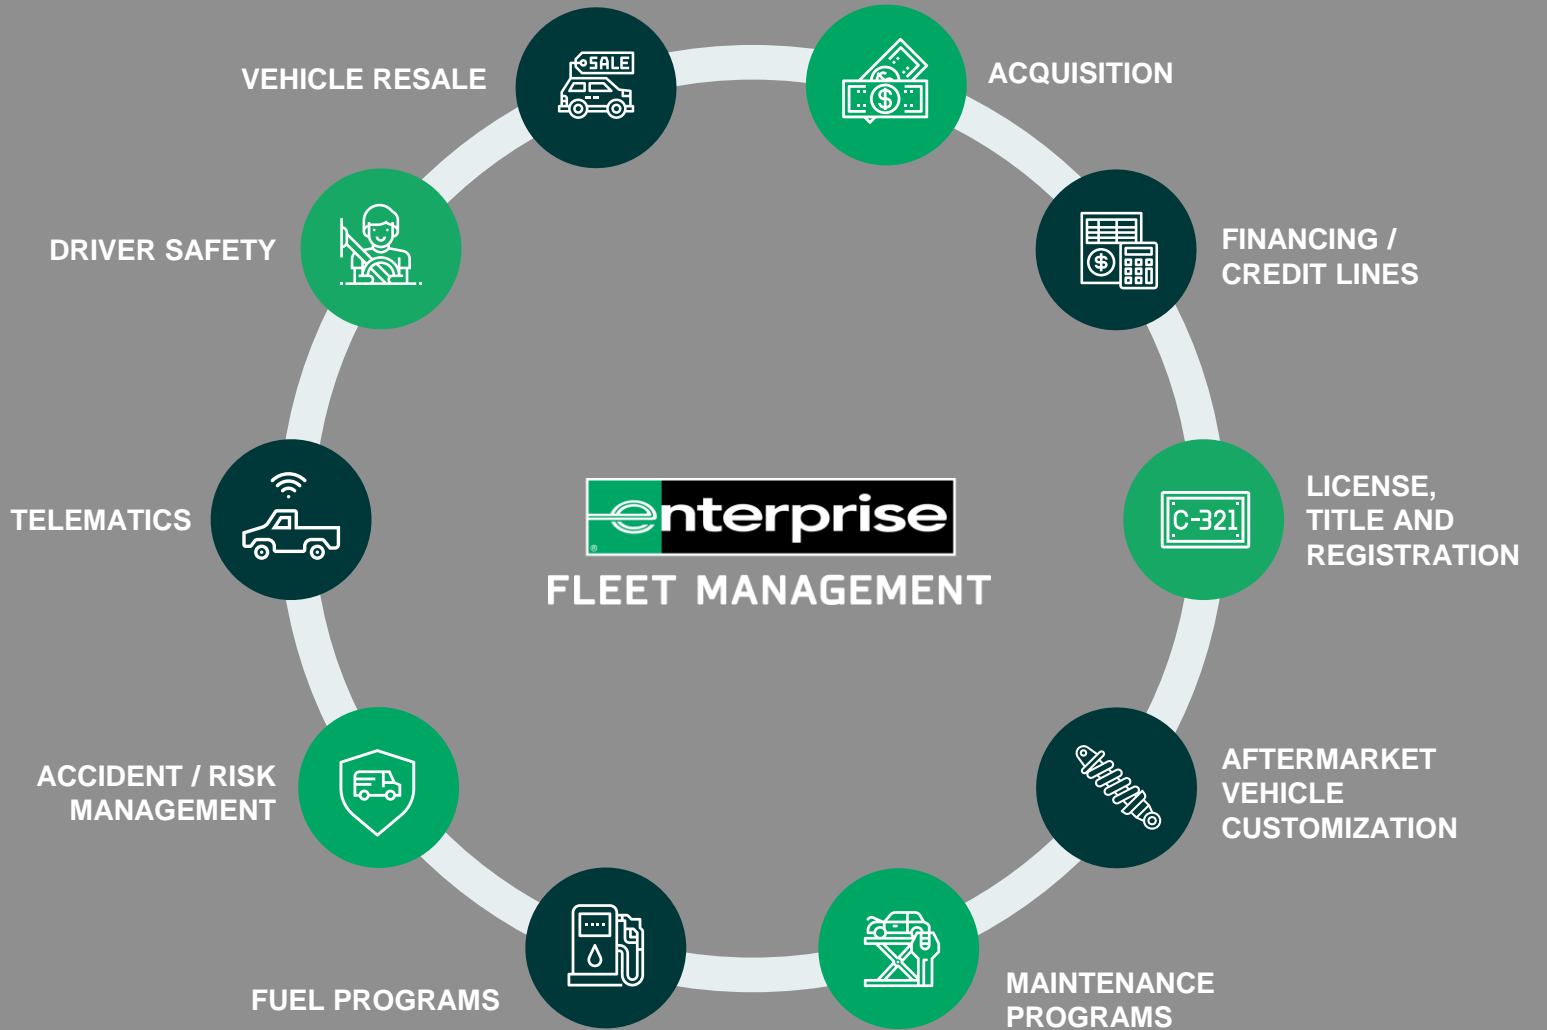 VEHICLE RESALE
SALE
ACQUISITION
DRIVER SAFETY
FINANCING /
CREDIT LINES
TELEMATICS
enterprise
®
FLEET MANAGEMENT
C-321
LICENSE,
TITLE AND
REGISTRATION
ACCIDENT / RISK
MANAGEMENT
AFTERMARKET
VEHICLE
CUSTOMIZATION
FUEL PROGRAMS
MAINTENANCE
PROGRAMS